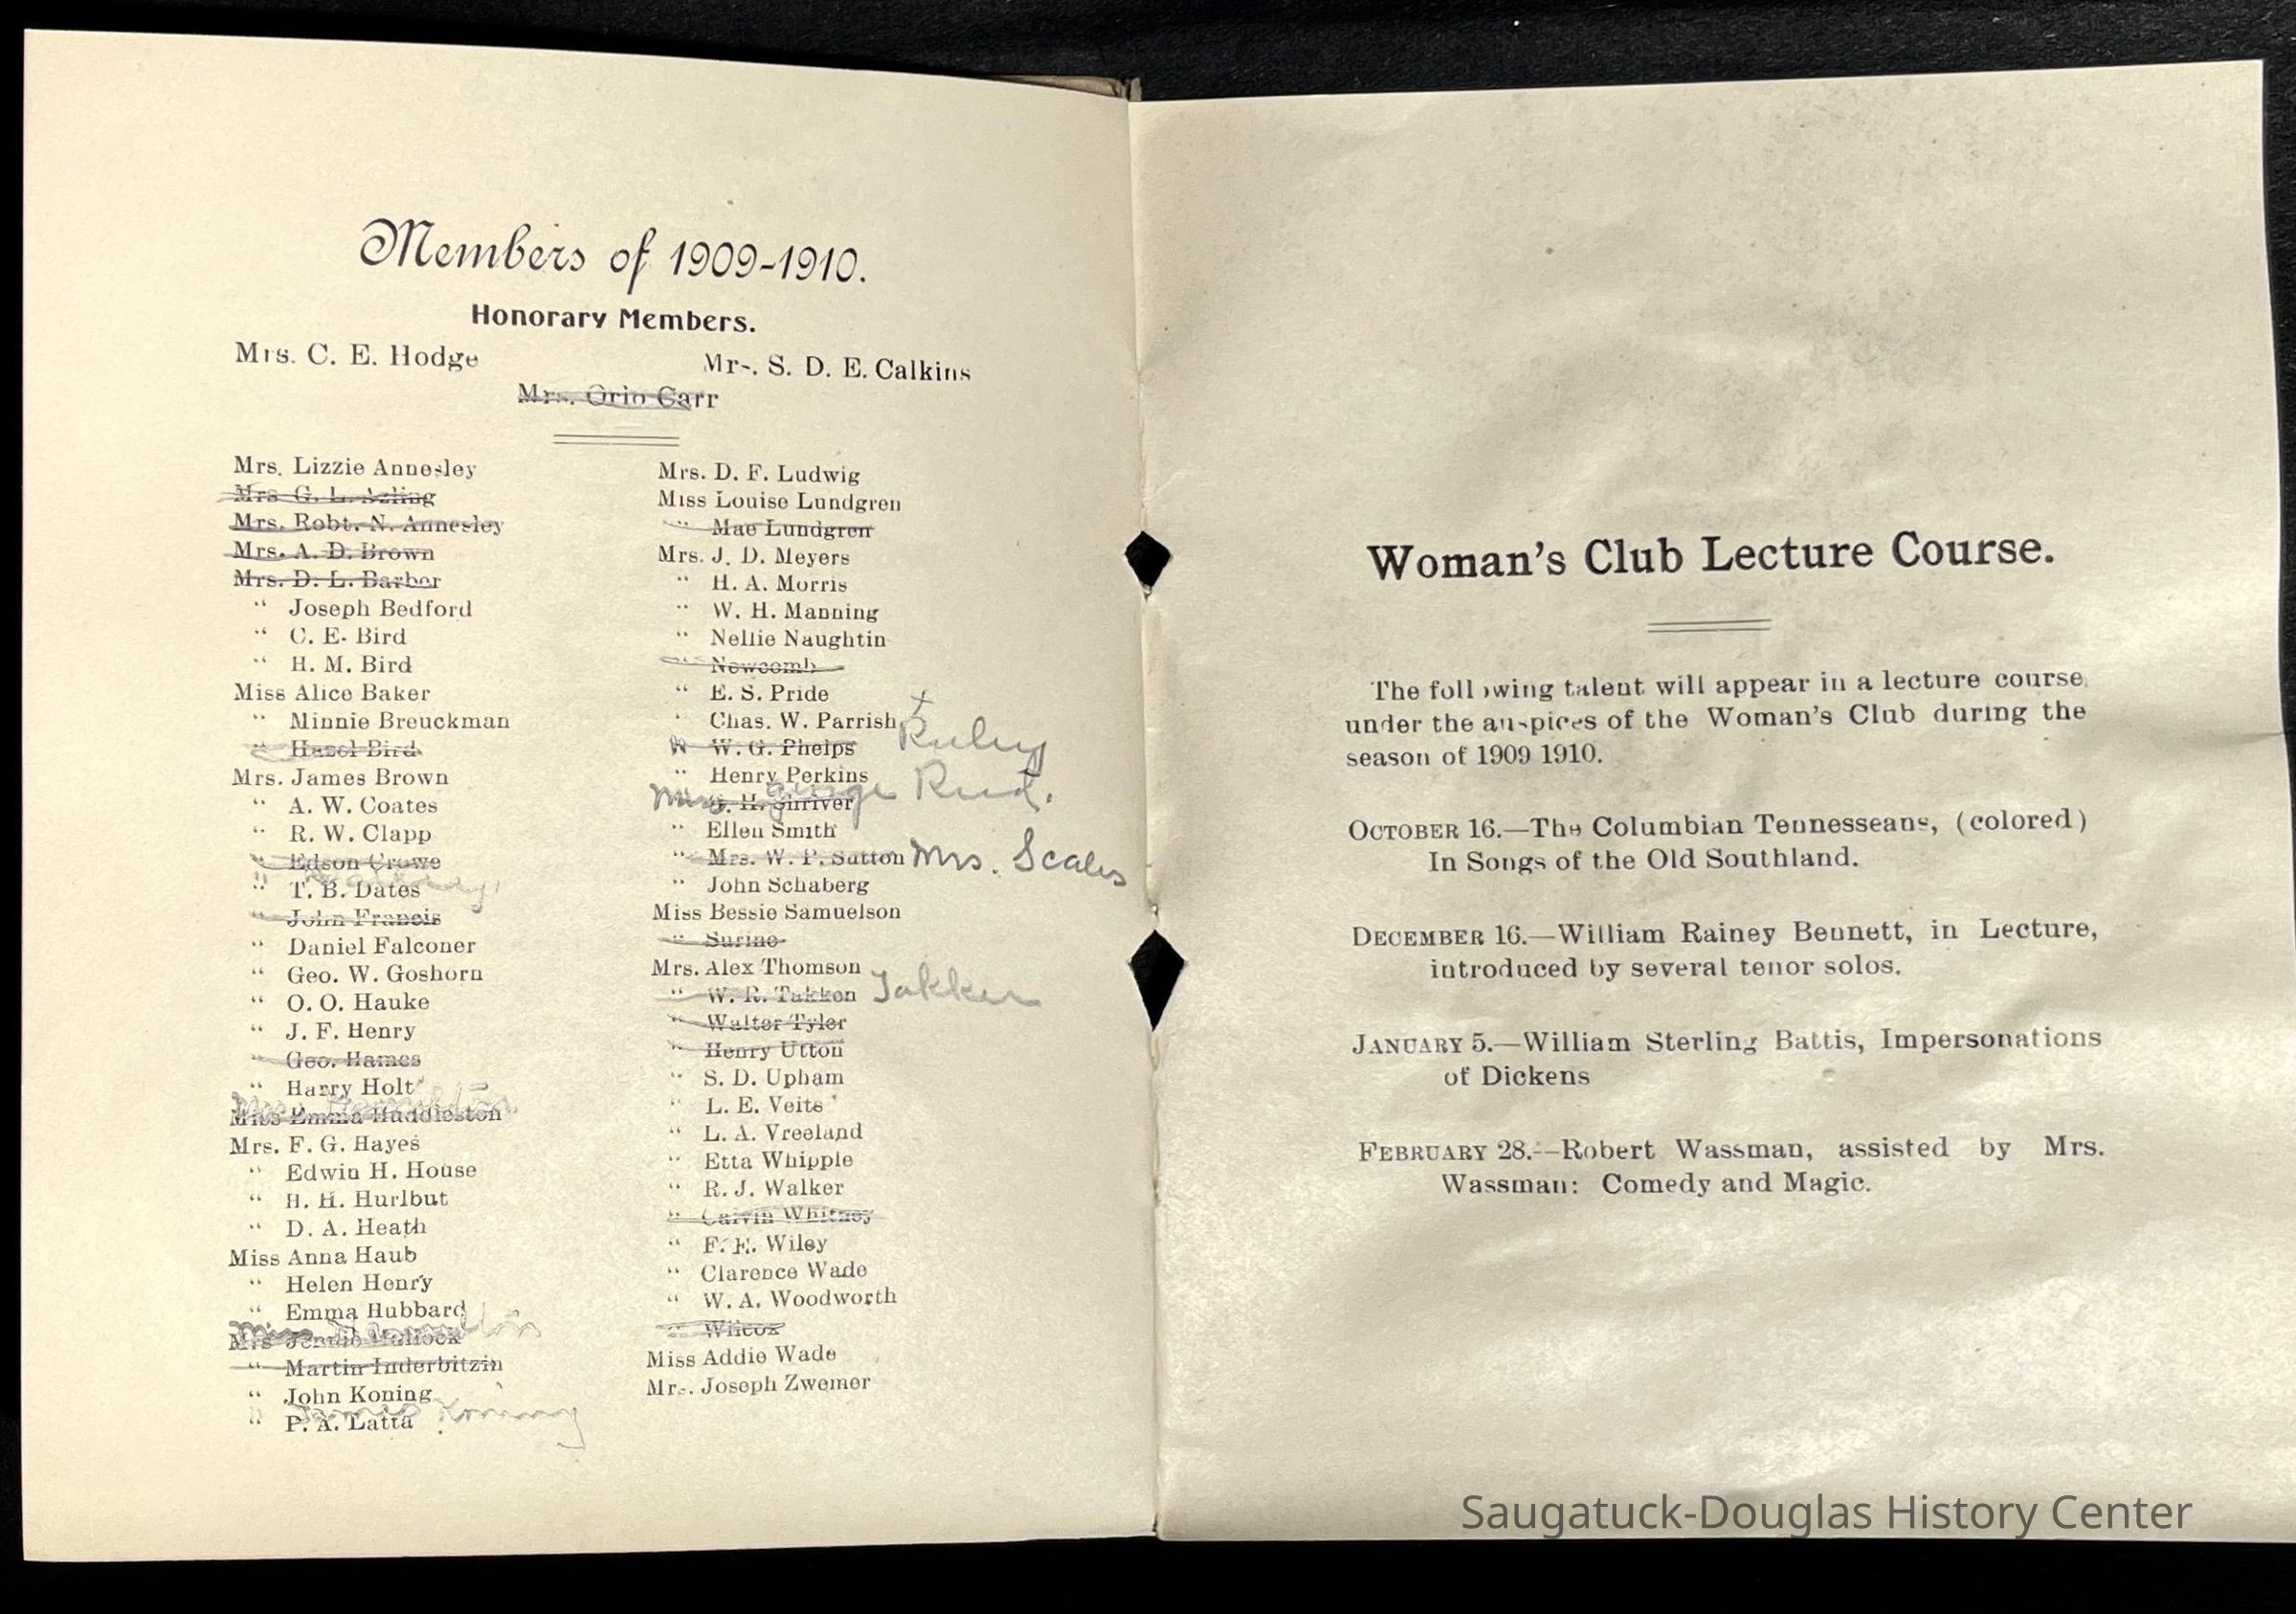 Members of 1909-1910.
Honorary Members.
Mrs. C. E. Hodge
Mrs. S. D. E. Calkins
Mrs. Orio Carr
Mrs. Lizzie Annesley
Mrs G. L. Azling
Mrs. Robt. N. Annesley
Mrs. A. D. Brown
Mrs. D. L. Barber
" Joseph Bedford
" C. E. Bird
" H. M. Bird
Miss Alice Baker
" Minnie Breuckman
" Hazel Bird
Mrs. James Brown
" A. W. Coates
" R. W. Clapp
" Edson Crowe
" T. B. Dates
" John Francis
" Daniel Falconer
" Geo. W. Goshorn
" O. O. Hauke
" J. F. Henry
" Geo. Hames
" Harry Holt
Miss Emma Huddleston
Mrs. F. G. Hayes
" Edwin H. House
" H. H. Hurlbut
" D. A. Heath
Miss Anna Haub
" Helen Henry
" Emma Hubbard
Mrs Jennie
" Martin Inderbitzin
" John Koning
" P. A. Latta
Koning
Mrs. D. F. Ludwig
Miss Louise Lundgren
" Mae Lundgren
Mrs. J. D. Meyers
" H. A. Morris
" W. H. Manning
" Nellie Naughtin
" Newcomb
" E. S. Pride
" Chas. W. Parrish
" W. G. Phelps
" Henry Perkins
H. Shriver
" Ellen Smith
" Mrs. W. P. Sutton Mrs. Scales
" John Schaberg
Miss Bessie Samuelson
" Surine
Mrs. Alex Thomson
" W. R. Takken Takken
" Walter Tyler
" Henry Utton
" S. D. Upham
" L. E. Veits
" L. A. Vreeland
" Etta Whipple
" R. J. Walker
" Calvin Whitney
" F. E. Wiley
" Clarence Wade
" W. A. Woodworth
" Wilcox
Miss Addie Wade
Mrs. Joseph Zwemer
Woman's Club Lecture Course.
The following talent will appear in a lecture course
under the auspices of the Woman's Club during the
season of 1909 1910.
OCTOBER 16.—The Columbian Tennesseans, (colored)
In Songs of the Old Southland.
DECEMBER 16.—William Rainey Bennett, in Lecture,
introduced by several tenor solos.
JANUARY 5.—William Sterling Battis, Impersonations
of Dickens
FEBRUARY 28.—Robert Wassman, assisted by Mrs.
Wassman: Comedy and Magic.
Saugatuck-Douglas History Center